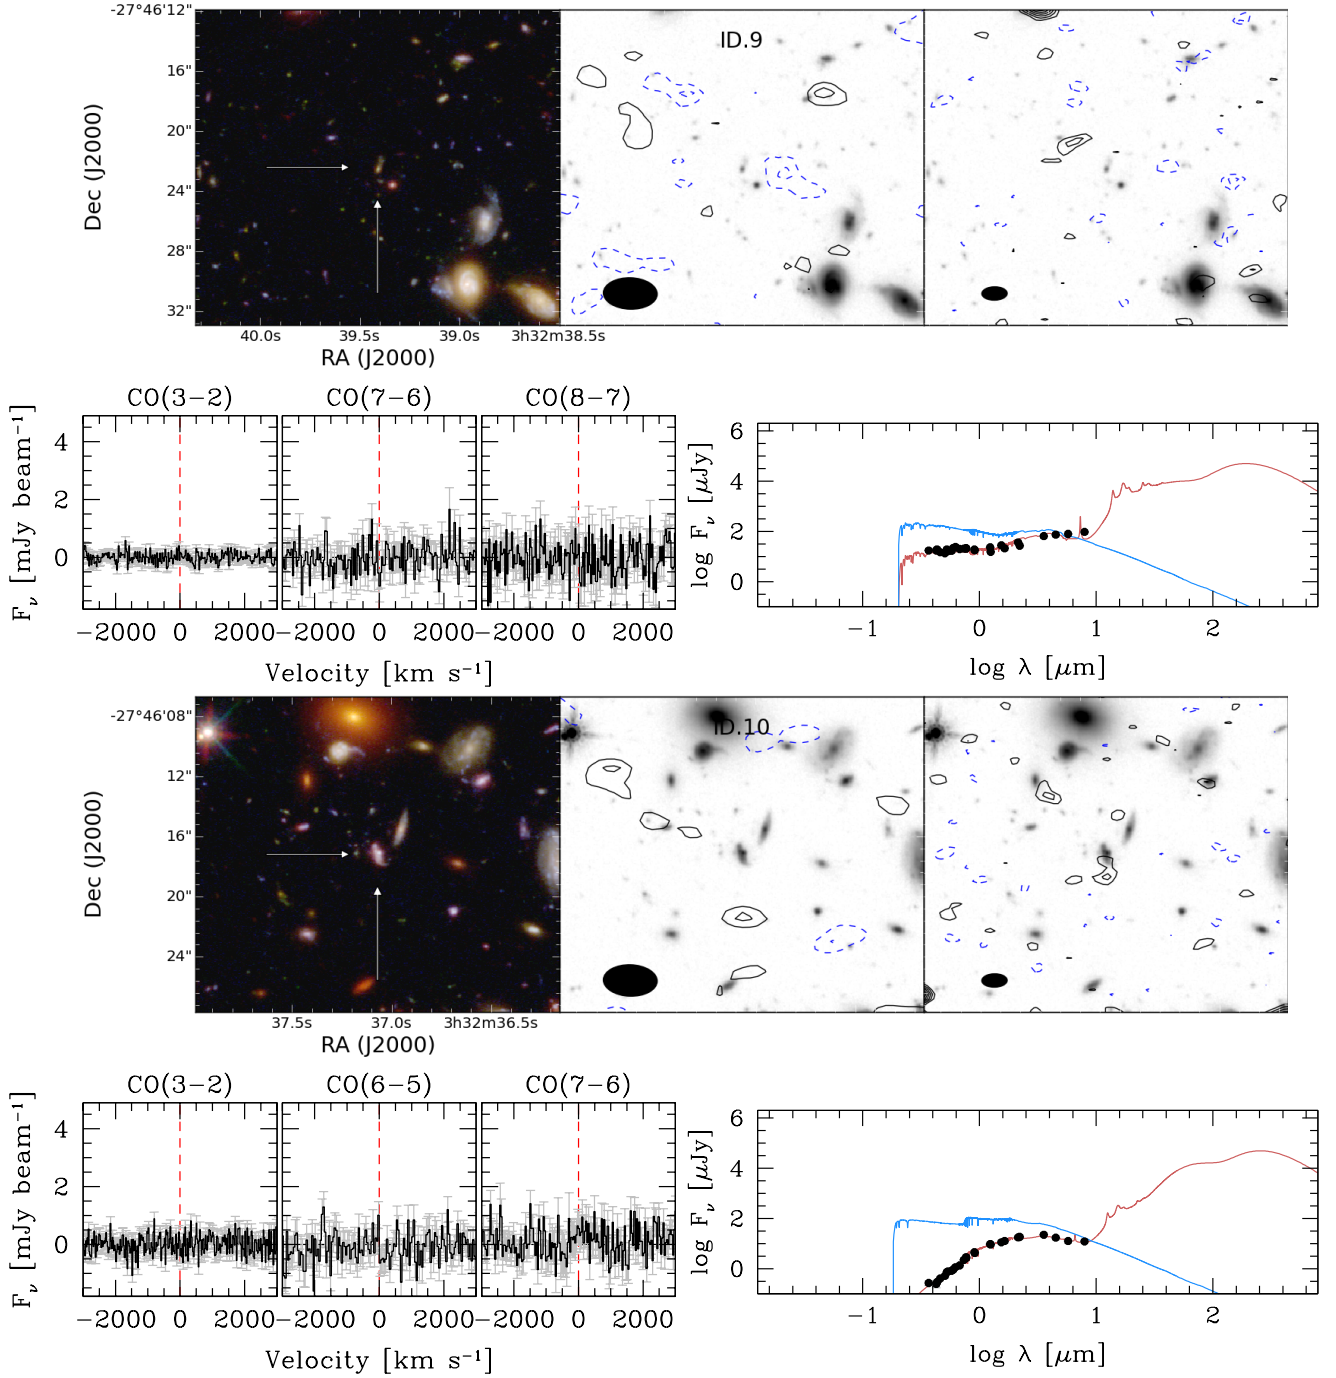 -27°46'12"
16"
20"
24"
28"
32"
Dec (J2000)
40.0s 39.5s 39.0s 3h32m38.5s
RA (J2000)
ID.9
CO(3−2) CO(7−6) CO(8−7)
4
2
0
Fν [mJy beam⁻¹]
−2000 0 2000 −2000 0 2000 −2000 0 2000
Velocity [km s⁻¹]
6
4
2
0
log Fν [μJy]
−1 0 1 2
log λ [μm]
-27°46'08"
12"
16"
20"
24"
Dec (J2000)
37.5s 37.0s 3h32m36.5s
RA (J2000)
ID.10
CO(3−2) CO(6−5) CO(7−6)
4
2
0
Fν [mJy beam⁻¹]
−2000 0 2000 −2000 0 2000 −2000 0 2000
Velocity [km s⁻¹]
6
4
2
0
log Fν [μJy]
−1 0 1 2
log λ [μm]